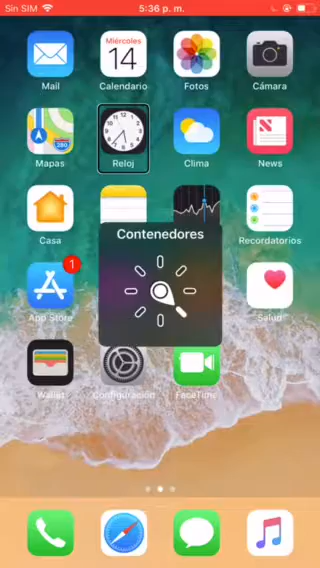 Sin SIM
5:36 p. m.
Miércoles
14
Mail
Calendario
Fotos
Cámara
280
Mapas
Reloj
Clima
News
Casa
Recordatorios
Contenedores
1
App Store
Salud
Wallet
Configuración
FaceTime